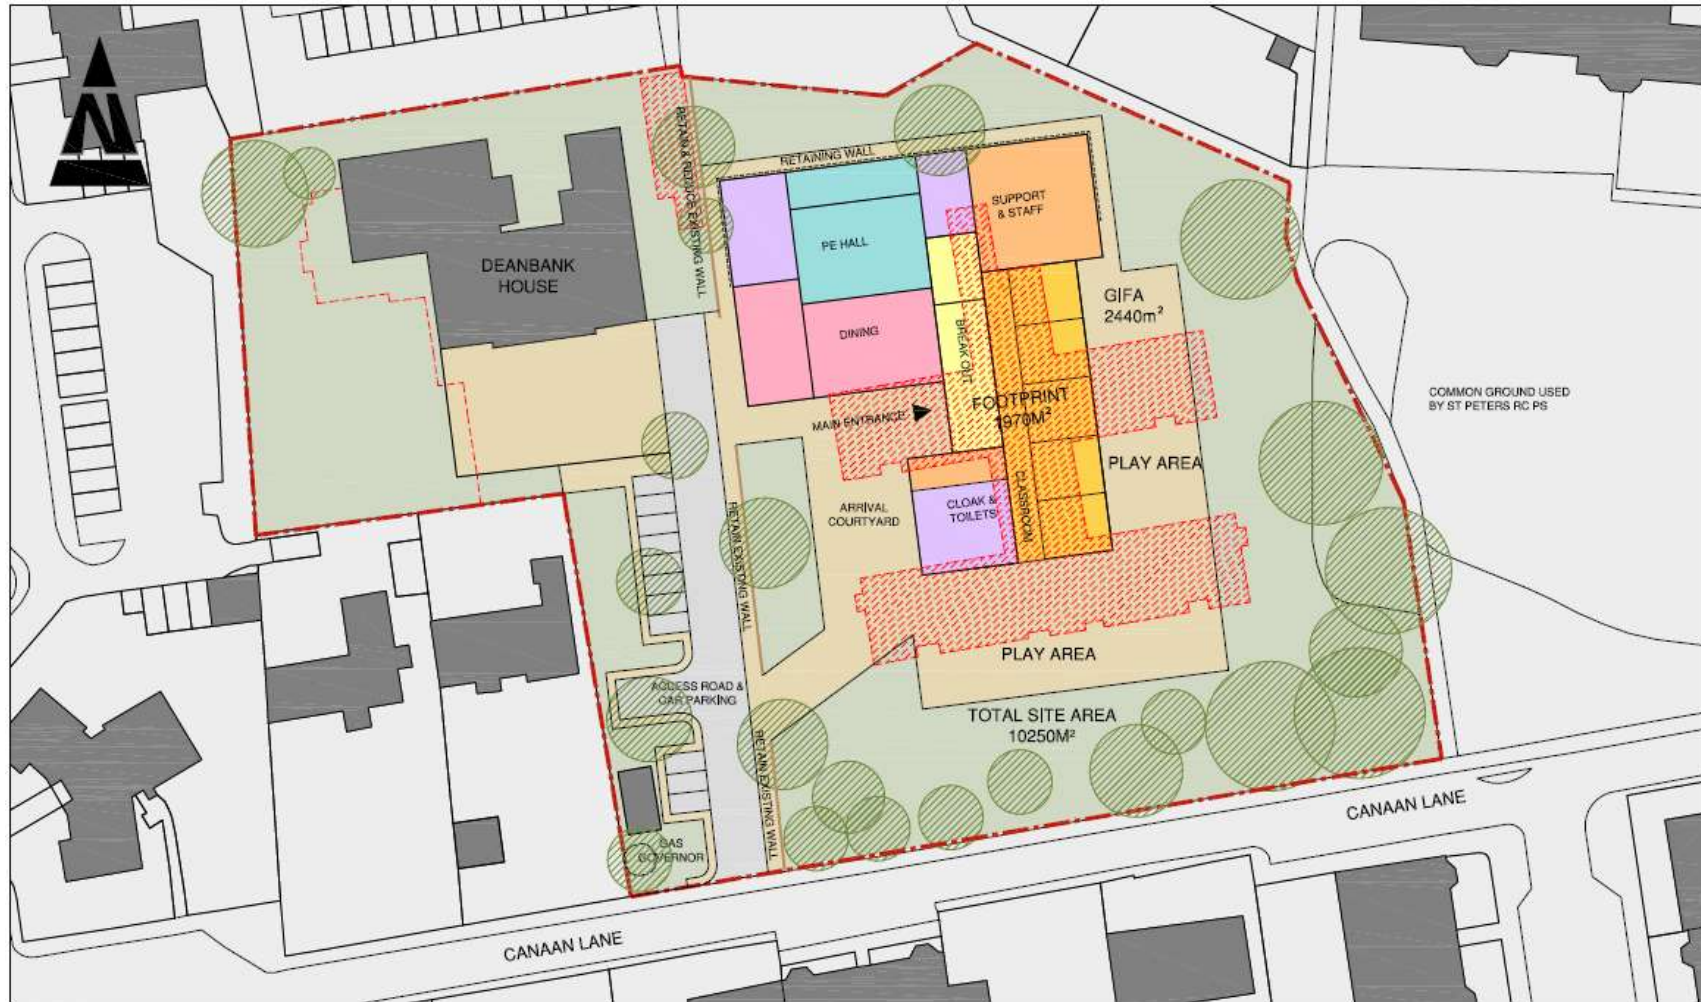 N
RETAIN & REDUCE EXISTING WALL
RETAINING WALL
SUPPORT
& STAFF
PE HALL
DEANBANK
HOUSE
GIFA
2440m²
DINING
BREAK OUT
COMMON GROUND USED
BY ST PETERS RC PS
FOOTPRINT
1970M²
MAIN ENTRANCE
PLAY AREA
CLASSROOM
CLOAK &
TOILETS
ARRIVAL
COURTYARD
RETAIN EXISTING WALL
PLAY AREA
ACCESS ROAD &
CAR PARKING
TOTAL SITE AREA
10250M²
RETAIN EXISTING WALL
CANAAN LANE
GAS
GOVERNOR
CANAAN LANE